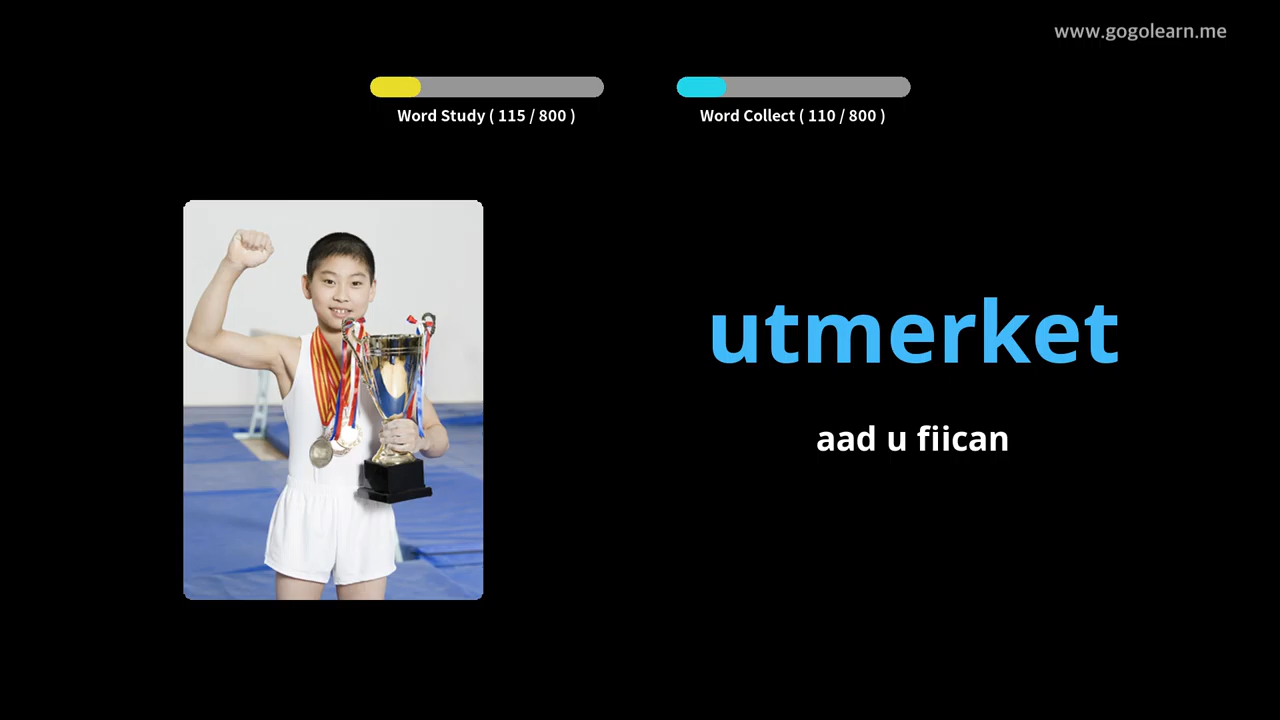 www.gogolearn.me
Word Study ( 115 / 800 )
Word Collect ( 110 / 800 )
utmerket
aad u fiican